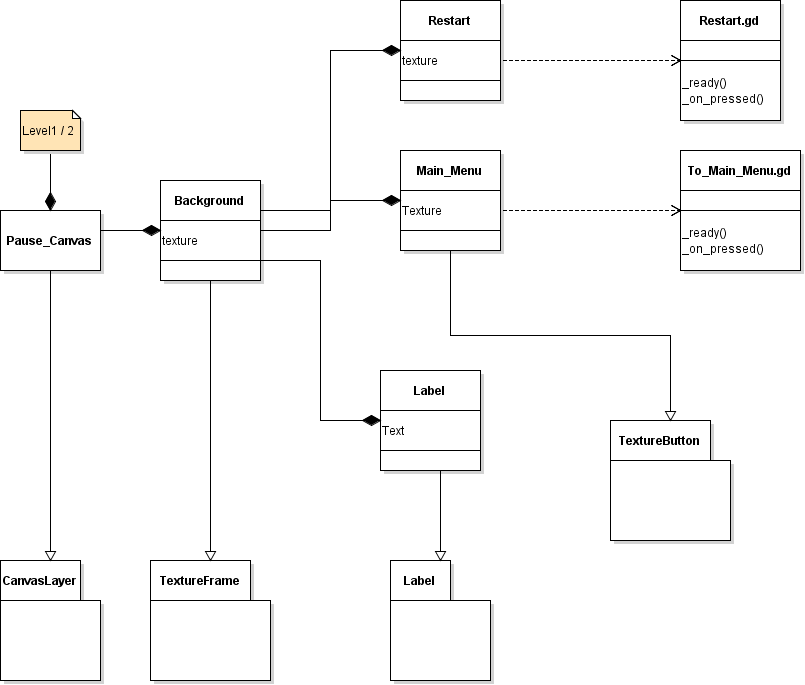 Restart
texture
Restart.gd
_ready()
_on_pressed()
Level1 / 2
Pause_Canvas
Background
texture
Main_Menu
Texture
To_Main_Menu.gd
_ready()
_on_pressed()
Label
Text
TextureButton
CanvasLayer
TextureFrame
Label